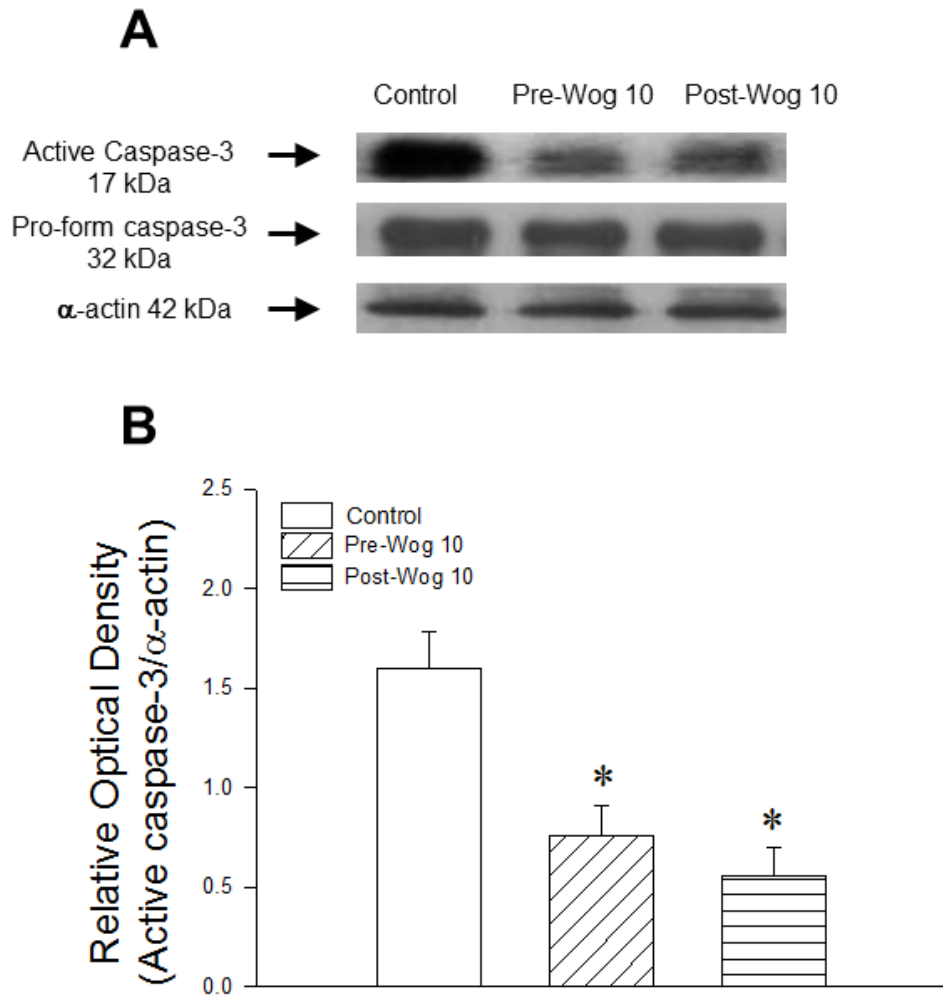 A
Control Pre-Wog 10 Post-Wog 10
Active Caspase-3
17 kDa
Pro-form caspase-3
32 kDa
α-actin 42 kDa
B
Relative Optical Density
(Active caspase-3/α-actin)
2.5
2.0
1.5
1.0
0.5
0.0
Control
Pre-Wog 10
Post-Wog 10
*
*